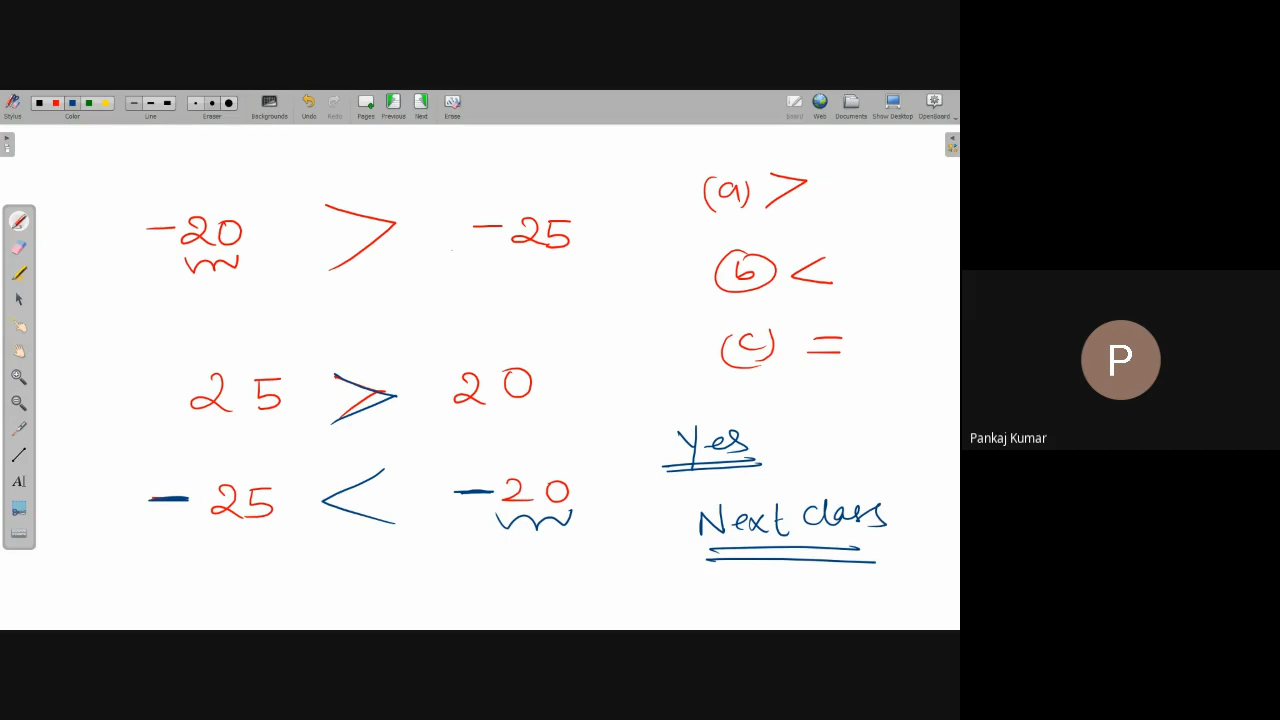 Stylus Color Line Eraser Backgrounds Undo Redo Pages Previous Next Erase board Web Documents Show Desktop OpenBoard
-20 > -25
(a) >
(b) <
(c) =
25 > 20
-25 < -20
Yes
Next class
P
Pankaj Kumar